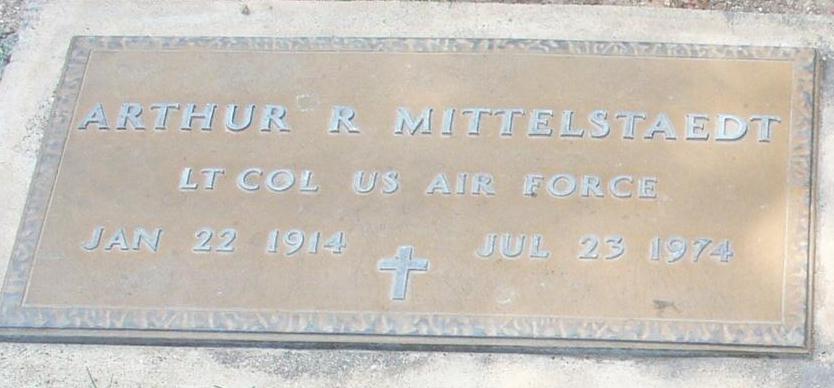 ARTHUR R MITTELSTAEDT
LT COL US AIR FORCE
JAN 22 1914 JUL 23 1974